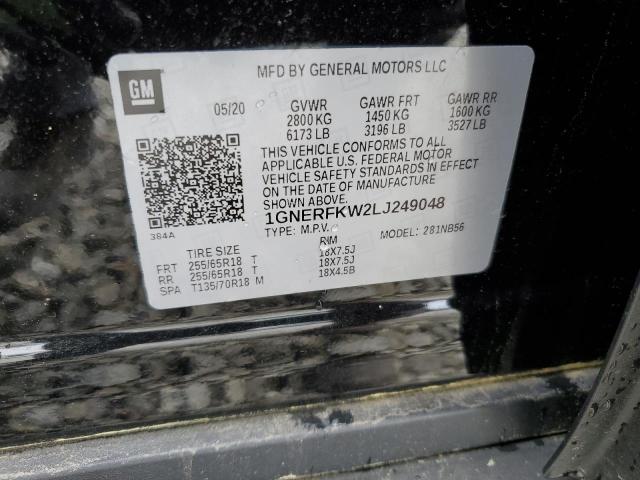 GM
MFD BY GENERAL MOTORS LLC
05/20 GVWR GAWR FRT GAWR RR
2800 KG 1450 KG 1600 KG
6173 LB 3196 LB 3527 LB
THIS VEHICLE CONFORMS TO ALL
APPLICABLE U.S. FEDERAL MOTOR
VEHICLE SAFETY STANDARDS IN EFFECT
ON THE DATE OF MANUFACTURE
SHOWN ABOVE.
384A 1GNERFKW2LJ249048
TYPE: M.P.V. MODEL: 281NB56
TIRE SIZE RIM
FRT 255/65R18 T 18X7.5J
RR 255/65R18 T 18X7.5J
SPA T135/70R18 M 18X4.5B